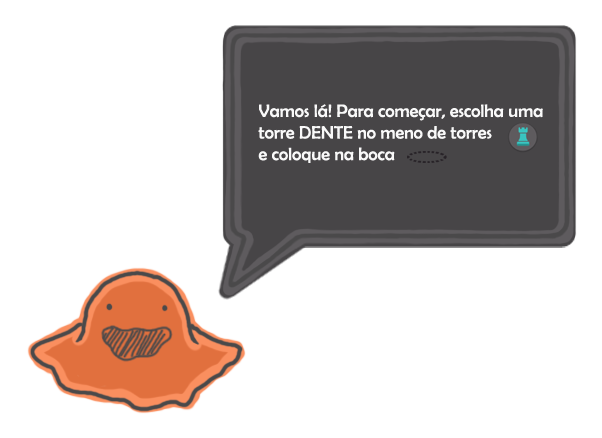 Vamos lá! Para começar, escolha uma
torre DENTE no meno de torres
e coloque na boca